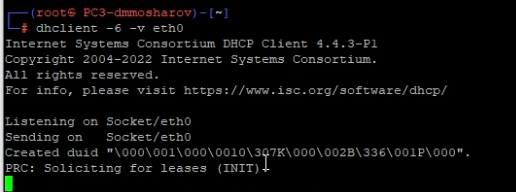 ┌──(root㉿ PC3-dmmosharov)-[~]
└─# dhclient -6 -v eth0
Internet Systems Consortium DHCP Client 4.4.3-P1
Copyright 2004-2022 Internet Systems Consortium.
All rights reserved.
For info, please visit https://www.isc.org/software/dhcp/

Listening on Socket/eth0
Sending on   Socket/eth0
Created duid "\000\001\000\0010\307K\000\002B\336\001P\000".
PRC: Soliciting for leases (INIT).